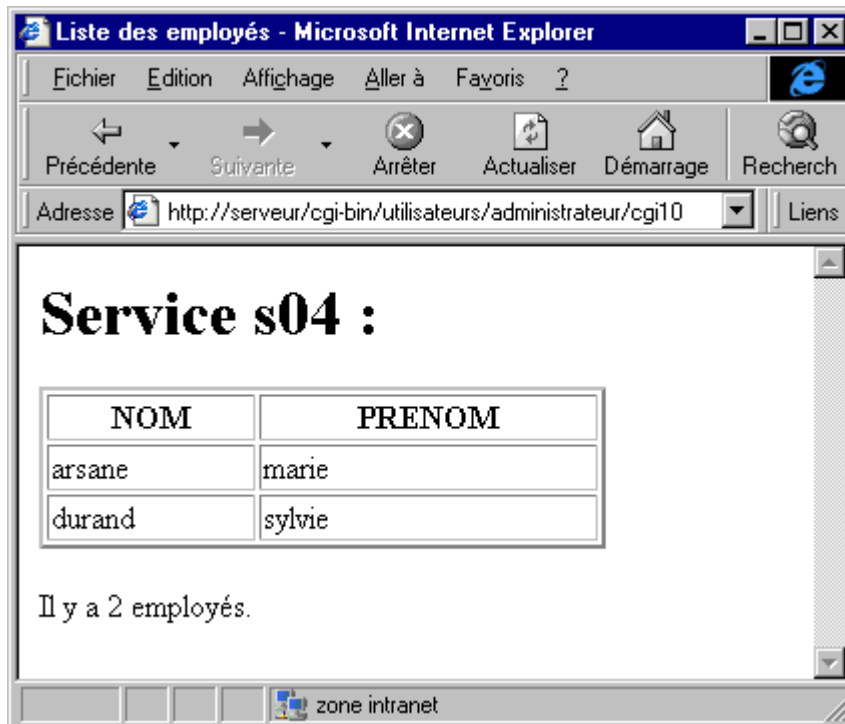 Liste des employés - Microsoft Internet Explorer
Fichier Edition Affichage Aller à Favoris ?
Précédente Suivante Arrêter Actualiser Démarrage Recherch
Adresse http://serveur/cgi-bin/utilisateurs/administrateur/cgi10 Liens
Service s04 :
NOM PRENOM
arsane marie
durand sylvie
Il y a 2 employés.
zone intranet